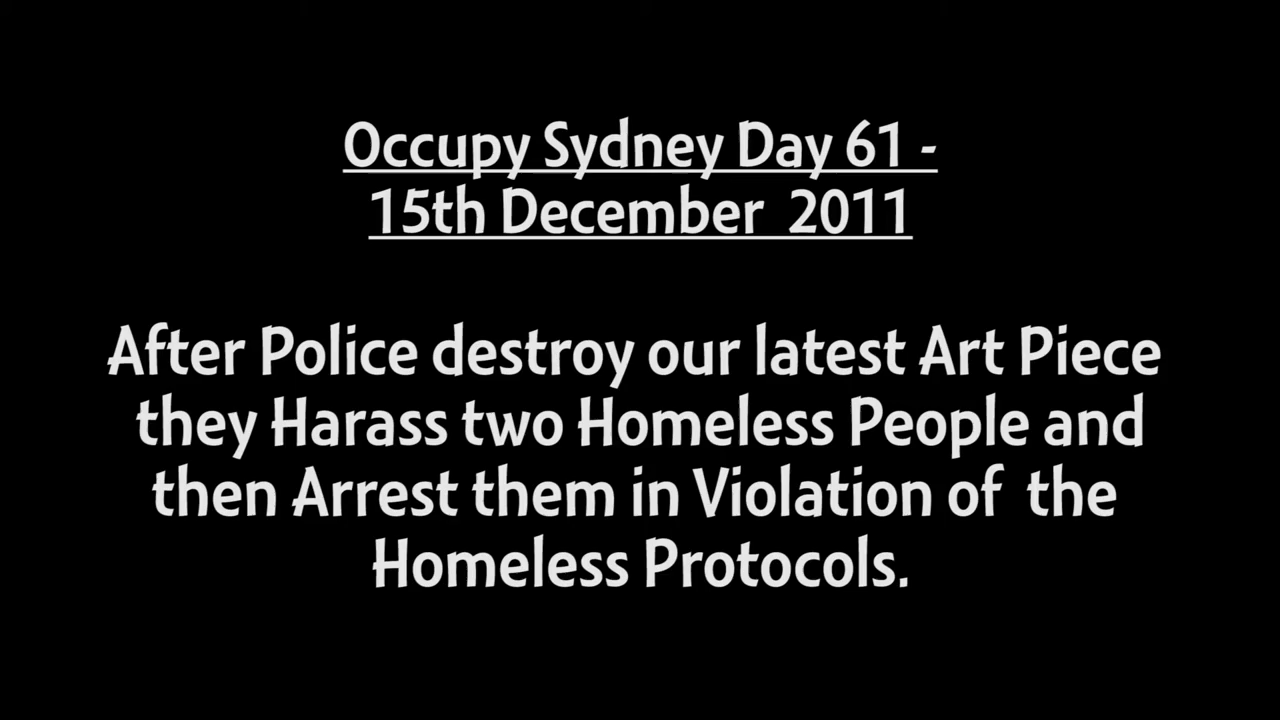 Occupy Sydney Day 61 -
15th December 2011
After Police destroy our latest Art Piece
they Harass two Homeless People and
then Arrest them in Violation of the
Homeless Protocols.